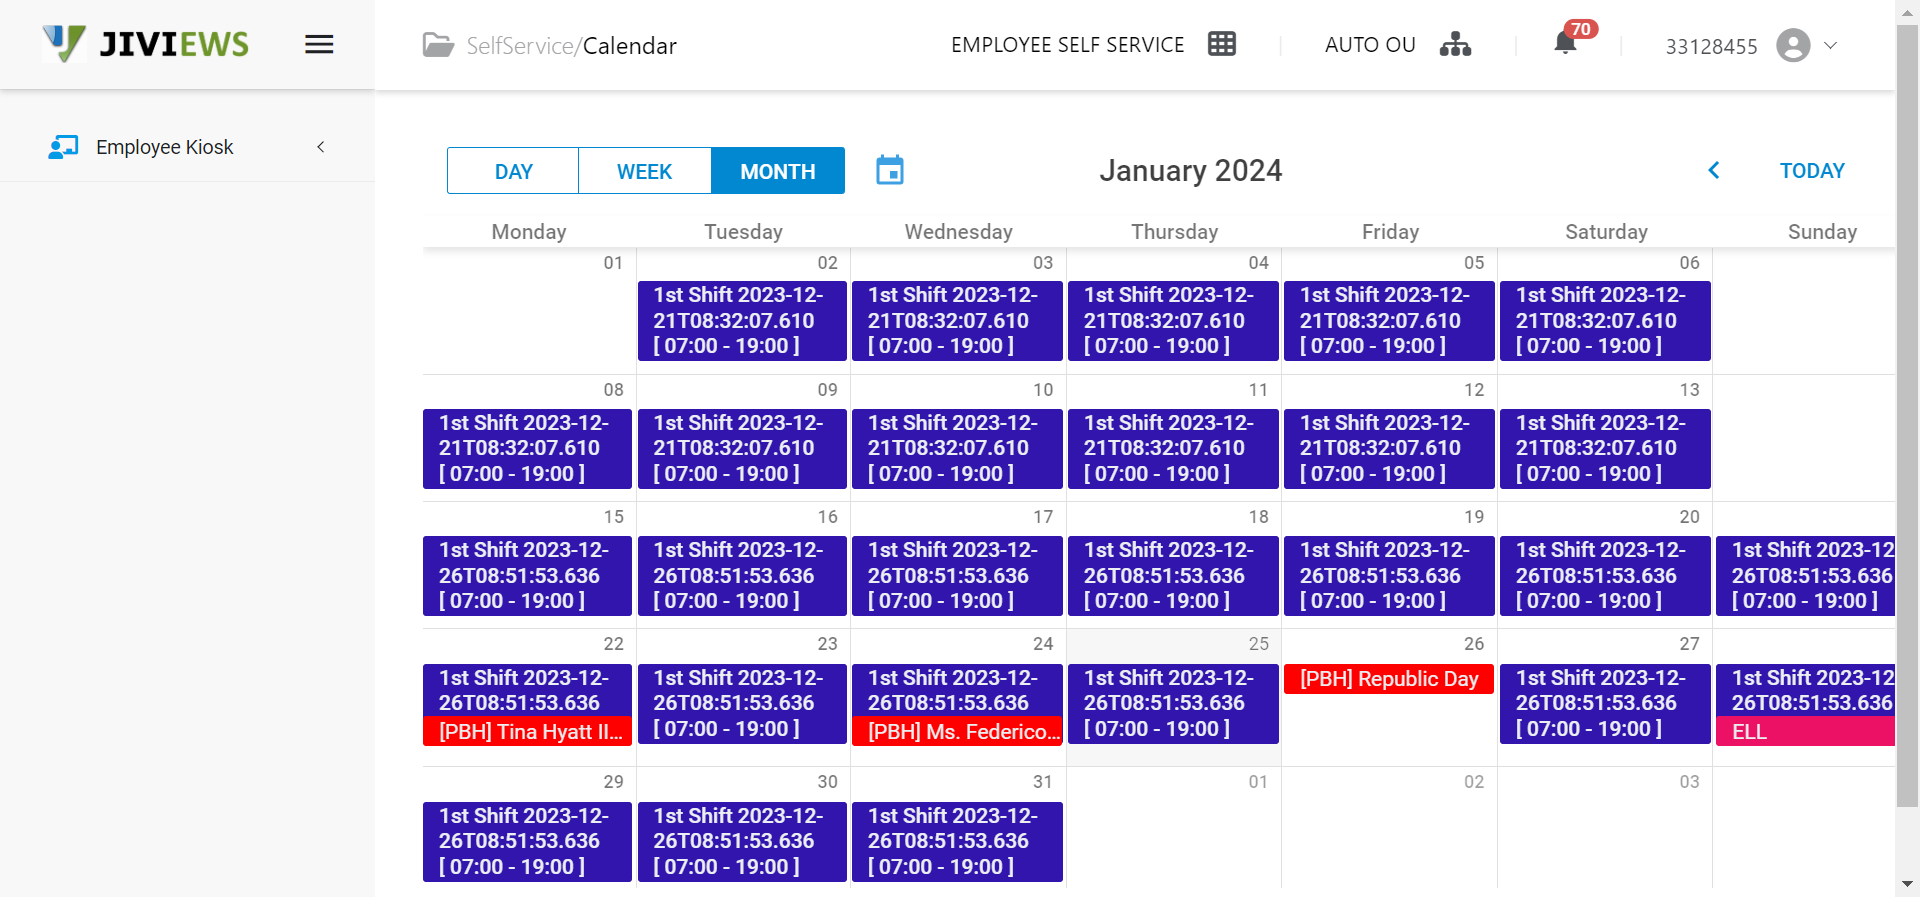 JIVIEWS
SelfService/Calendar
EMPLOYEE SELF SERVICE
AUTO OU
70
33128455
Employee Kiosk
DAY
WEEK
MONTH
January 2024
TODAY
Monday Tuesday Wednesday Thursday Friday Saturday Sunday
01 02 03 04 05 06
1st Shift 2023-12- 1st Shift 2023-12- 1st Shift 2023-12- 1st Shift 2023-12- 1st Shift 2023-12-
21T08:32:07.610 21T08:32:07.610 21T08:32:07.610 21T08:32:07.610 21T08:32:07.610
[ 07:00 - 19:00 ] [ 07:00 - 19:00 ] [ 07:00 - 19:00 ] [ 07:00 - 19:00 ] [ 07:00 - 19:00 ]
08 09 10 11 12 13
1st Shift 2023-12- 1st Shift 2023-12- 1st Shift 2023-12- 1st Shift 2023-12- 1st Shift 2023-12- 1st Shift 2023-12-
21T08:32:07.610 21T08:32:07.610 21T08:32:07.610 21T08:32:07.610 21T08:32:07.610 21T08:32:07.610
[ 07:00 - 19:00 ] [ 07:00 - 19:00 ] [ 07:00 - 19:00 ] [ 07:00 - 19:00 ] [ 07:00 - 19:00 ] [ 07:00 - 19:00 ]
15 16 17 18 19 20
1st Shift 2023-12- 1st Shift 2023-12- 1st Shift 2023-12- 1st Shift 2023-12- 1st Shift 2023-12- 1st Shift 2023-12- 1st Shift 2023-12
26T08:51:53.636 26T08:51:53.636 26T08:51:53.636 26T08:51:53.636 26T08:51:53.636 26T08:51:53.636 26T08:51:53.636
[ 07:00 - 19:00 ] [ 07:00 - 19:00 ] [ 07:00 - 19:00 ] [ 07:00 - 19:00 ] [ 07:00 - 19:00 ] [ 07:00 - 19:00 ] [ 07:00 - 19:00 ]
22 23 24 25 26 27
1st Shift 2023-12- 1st Shift 2023-12- 1st Shift 2023-12- 1st Shift 2023-12- [PBH] Republic Day 1st Shift 2023-12- 1st Shift 2023-12
26T08:51:53.636 26T08:51:53.636 26T08:51:53.636 26T08:51:53.636 26T08:51:53.636 26T08:51:53.636
[PBH] Tina Hyatt II... [ 07:00 - 19:00 ] [PBH] Ms. Federico... [ 07:00 - 19:00 ] [ 07:00 - 19:00 ] ELL
29 30 31 01 02 03
1st Shift 2023-12- 1st Shift 2023-12- 1st Shift 2023-12-
26T08:51:53.636 26T08:51:53.636 26T08:51:53.636
[ 07:00 - 19:00 ] [ 07:00 - 19:00 ] [ 07:00 - 19:00 ]